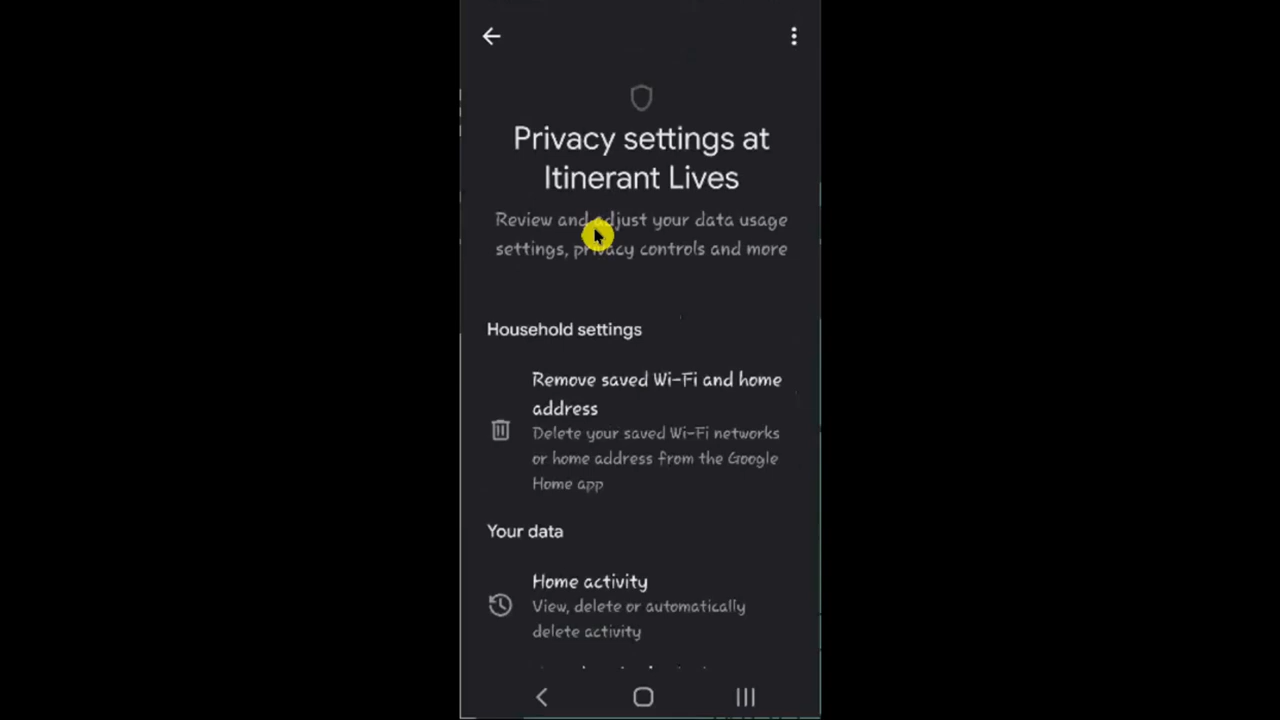 Privacy settings at
Itinerant Lives
Review and adjust your data usage
settings, privacy controls and more
Household settings
Remove saved Wi-Fi and home
address
Delete your saved Wi-Fi networks
or home address from the Google
Home app
Your data
Home activity
View, delete or automatically
delete activity